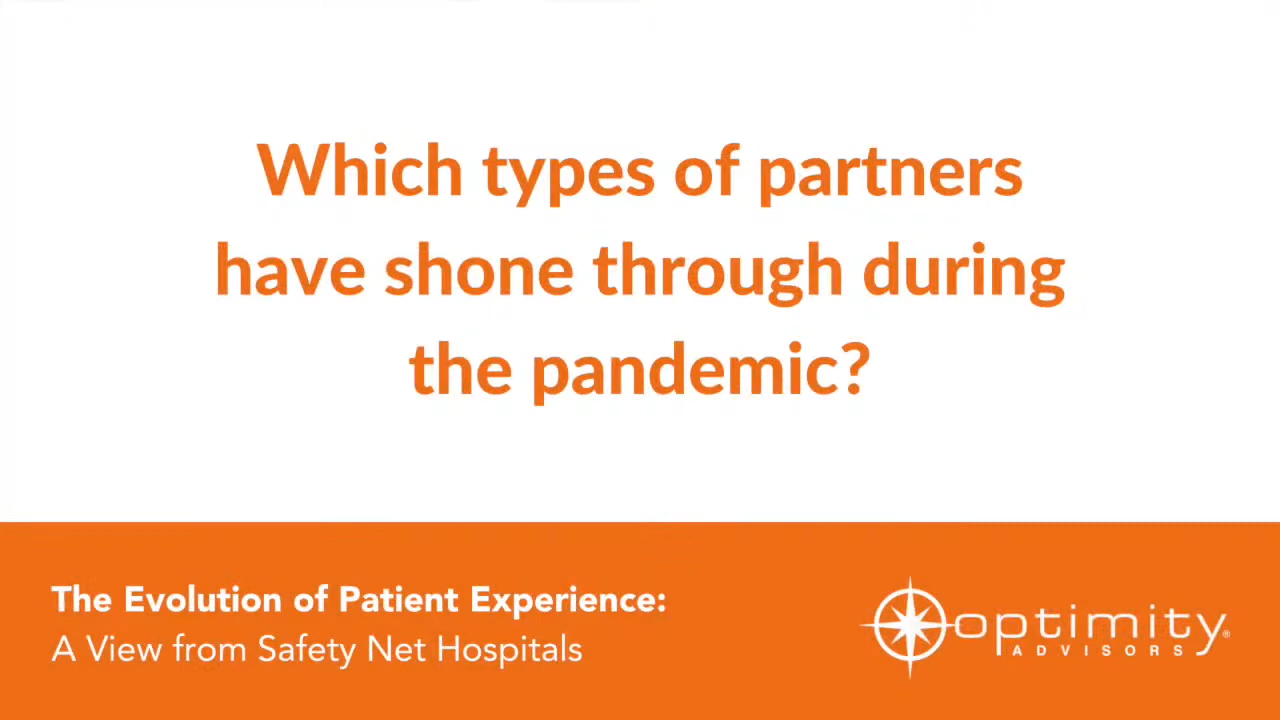 Which types of partners
have shone through during
the pandemic?
The Evolution of Patient Experience:
A View from Safety Net Hospitals
optimity®
ADVISORS